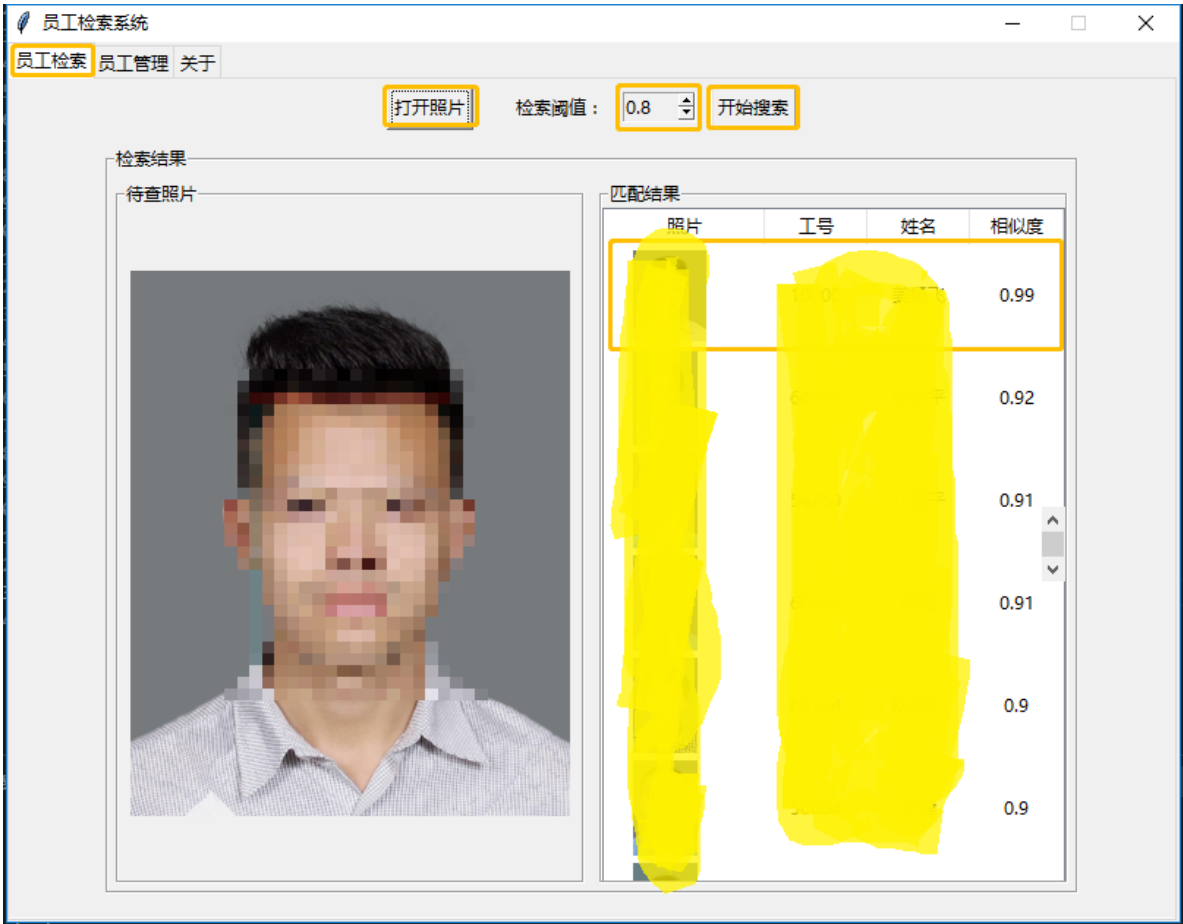 员工检索系统
员工检索 员工管理 关于
打开照片 检索阈值： 0.8 开始搜索
检索结果
待查照片
匹配结果
照片 工号 姓名 相似度
0.99
0.92
0.91
0.91
0.9
0.9